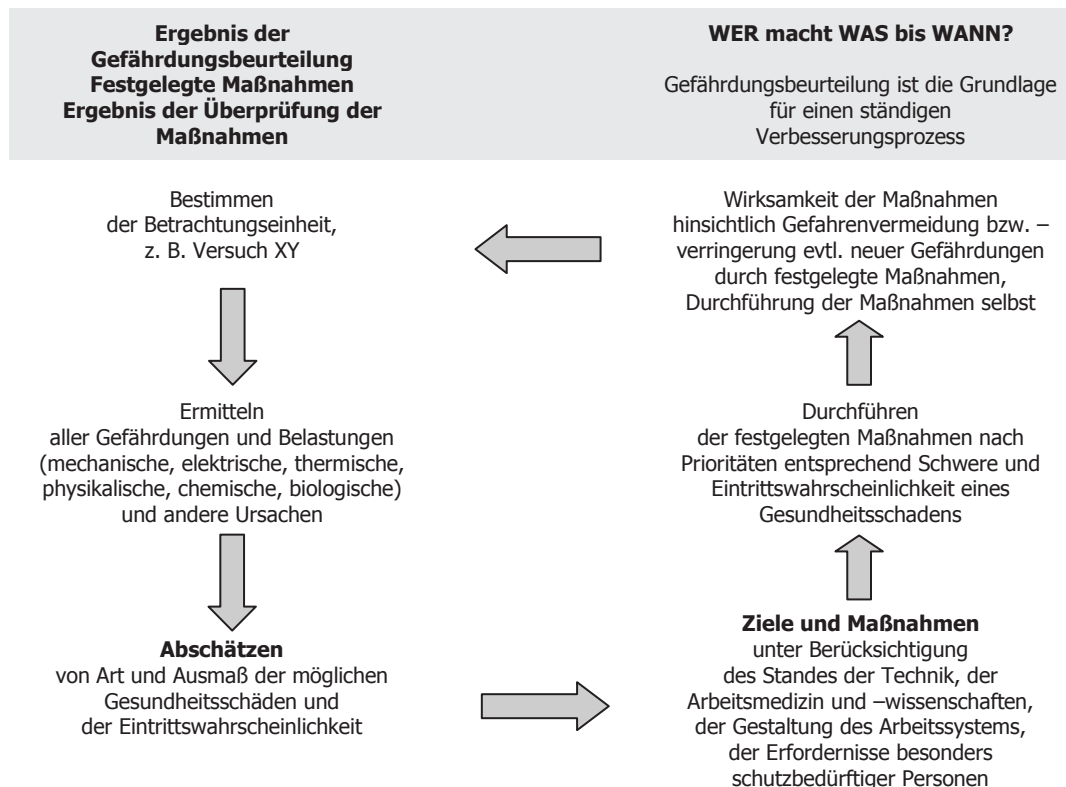 Ergebnis der
Gefährdungsbeurteilung
Festgelegte Maßnahmen
Ergebnis der Überprüfung der
Maßnahmen
WER macht WAS bis WANN?
Gefährdungsbeurteilung ist die Grundlage
für einen ständigen
Verbesserungsprozess
Bestimmen
der Betrachtungseinheit,
z. B. Versuch XY
Wirksamkeit der Maßnahmen
hinsichtlich Gefahrenvermeidung bzw. –
verringerung evtl. neuer Gefährdungen
durch festgelegte Maßnahmen,
Durchführung der Maßnahmen selbst
Ermitteln
aller Gefährdungen und Belastungen
(mechanische, elektrische, thermische,
physikalische, chemische, biologische)
und andere Ursachen
Durchführen
der festgelegten Maßnahmen nach
Prioritäten entsprechend Schwere und
Eintrittswahrscheinlichkeit eines
Gesundheitsschadens
Abschätzen
von Art und Ausmaß der möglichen
Gesundheitsschäden und
der Eintrittswahrscheinlichkeit
Ziele und Maßnahmen
unter Berücksichtigung
des Standes der Technik, der
Arbeitsmedizin und –wissenschaften,
der Gestaltung des Arbeitssystems,
der Erfordernisse besonders
schutzbedürftiger Personen